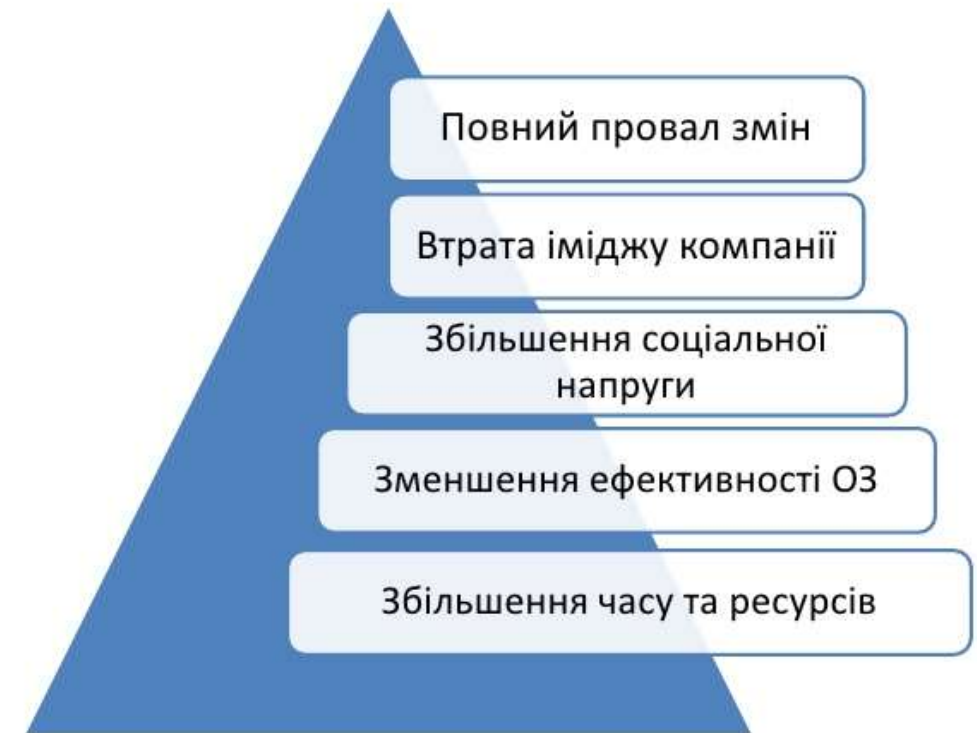 Повний провал змін
Втрата іміджу компанії
Збільшення соціальної
напруги
Зменшення ефективності ОЗ
Збільшення часу та ресурсів